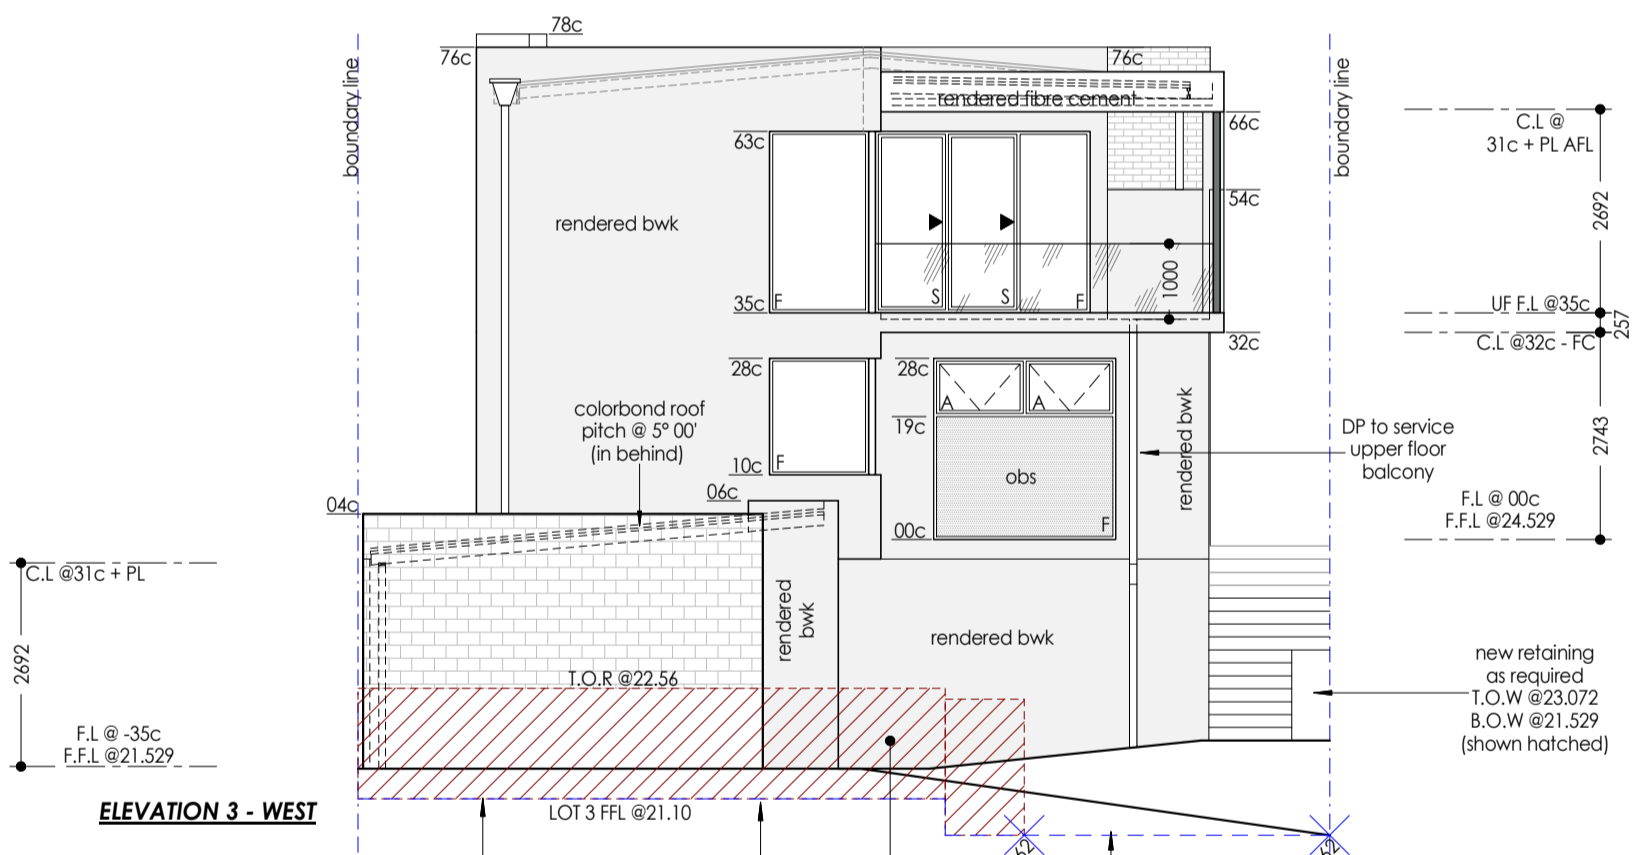 78c
76c
76c
boundary line
boundary line
rendered fibre cement
66c
C.L @
31c + PL AFL
63c
54c
2692
rendered bwk
1000
35c
F
S
S
F
UF F.L @35c
257
C.L @32c - FC
32c
28c
28c
A
A
colorbond roof
pitch @ 5° 00'
(in behind)
19c
rendered bwk
DP to service
upper floor
balcony
2743
10c
F
obs
06c
04c
F.L @ 00c
F.F.L @24.529
00c
F
C.L @31c + PL
rendered
bwk
rendered bwk
2692
T.O.R @22.56
new retaining
as required
T.O.W @23.072
B.O.W @21.529
(shown hatched)
F.L @ -35c
F.F.L @21.529
ELEVATION 3 - WEST
LOT 3 FFL @21.10